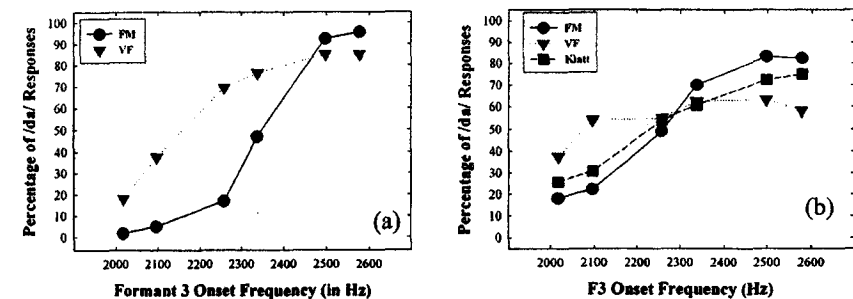 FM
VF
100
90
80
70
60
50
40
30
20
10
0
Percentage of /da/ Responses
(a)
2000 2100 2200 2300 2400 2500 2600
Formant 3 Onset Frequency (in Hz)
FM
VF
Klatt
100
90
80
70
60
50
40
30
20
10
0
Percentage of /da/ Responses
(b)
2000 2100 2200 2300 2400 2500 2600
F3 Onset Frequency (Hz)